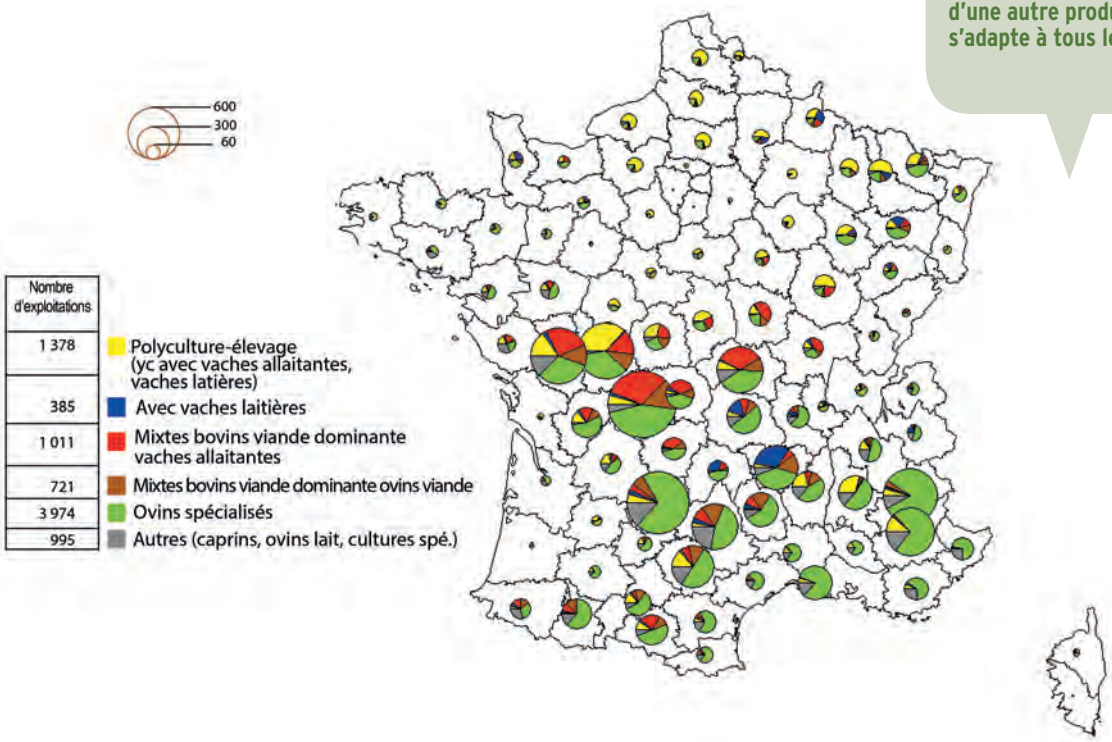 d'une autre produ
s'adapte à tous le
600
300
60
Nombre
d'exploitations
1 378
Polyculture-élevage
(yc avec vaches allaitantes,
vaches latières)
385
Avec vaches laitières
1 011
Mixtes bovins viande dominante
vaches allaitantes
721
Mixtes bovins viande dominante ovins viande
3 974
Ovins spécialisés
995
Autres (caprins, ovins lait, cultures spé.)